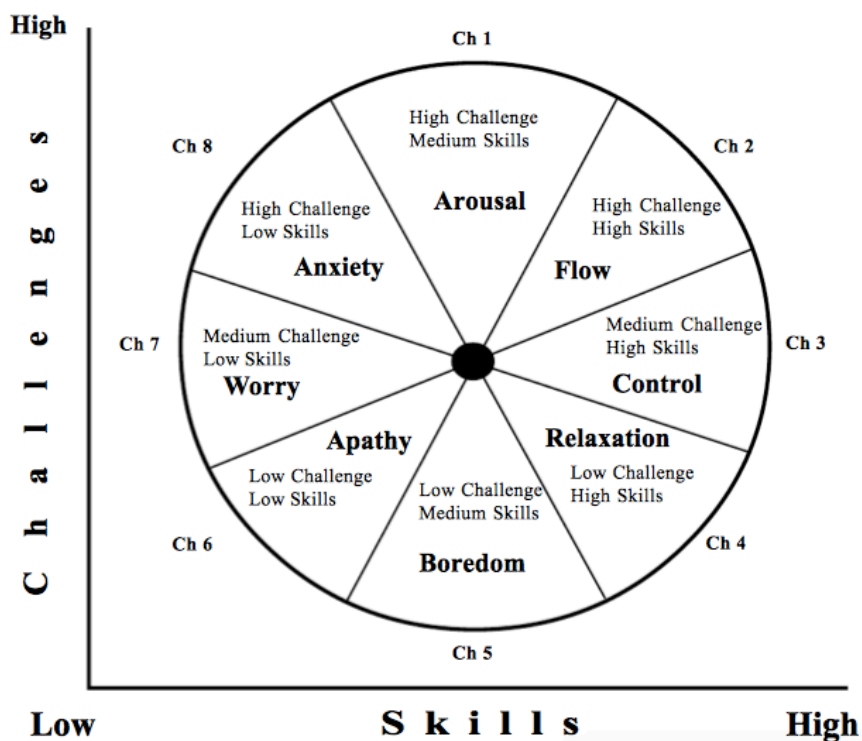 High
Ch 1
Ch 8
High Challenge
Medium Skills
Arousal
Ch 2
High Challenge
Low Skills
Anxiety
High Challenge
High Skills
Flow
Challenges
Ch 7
Medium Challenge
Low Skills
Worry
Medium Challenge
High Skills
Control
Ch 3
Apathy
Low Challenge
Low Skills
Relaxation
Low Challenge
High Skills
Low Challenge
Medium Skills
Boredom
Ch 6
Ch 4
Ch 5
Low
Skills
High